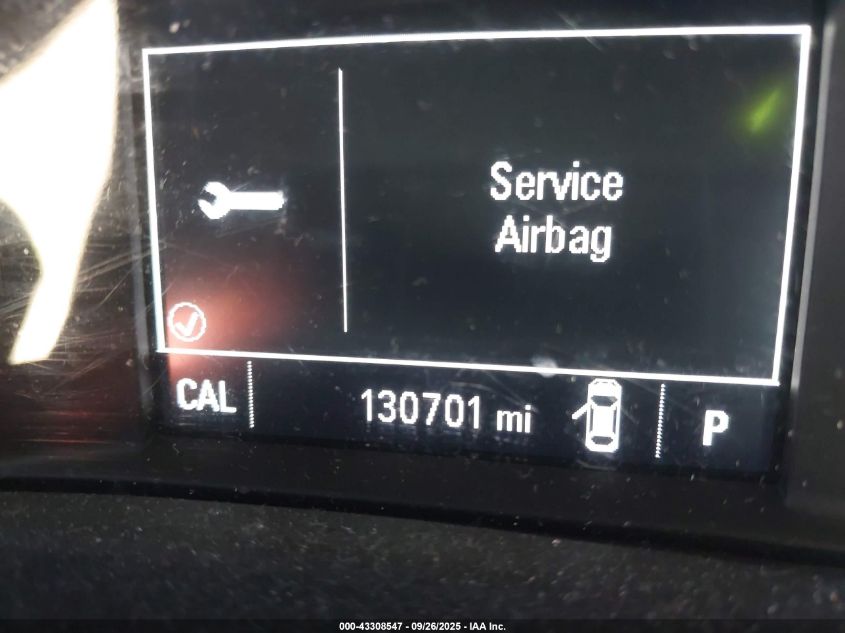 Service
Airbag
CAL 130701 mi P
000-43308547 - 09/26/2025 - IAA Inc.